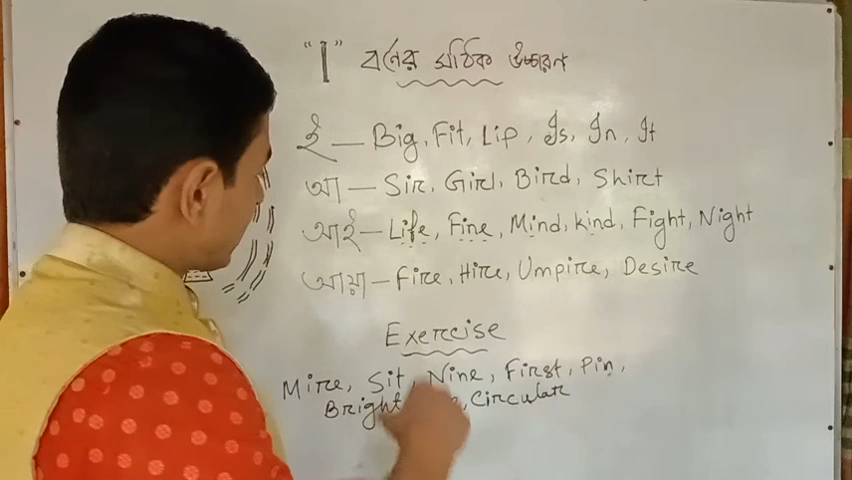 "I" বর্নের সঠিক উচ্চারণ
ই — Big, Fit, Lip, Is, In, It
আ — Sir, Girl, Bird, Shirt
আই — Life, Fine, Mind, kind, Fight, Night
আয়া — Fire, Hire, Umpire, Desire
Exercise
Mire, Sit, Nine, First, Pin,
Bright, Circular